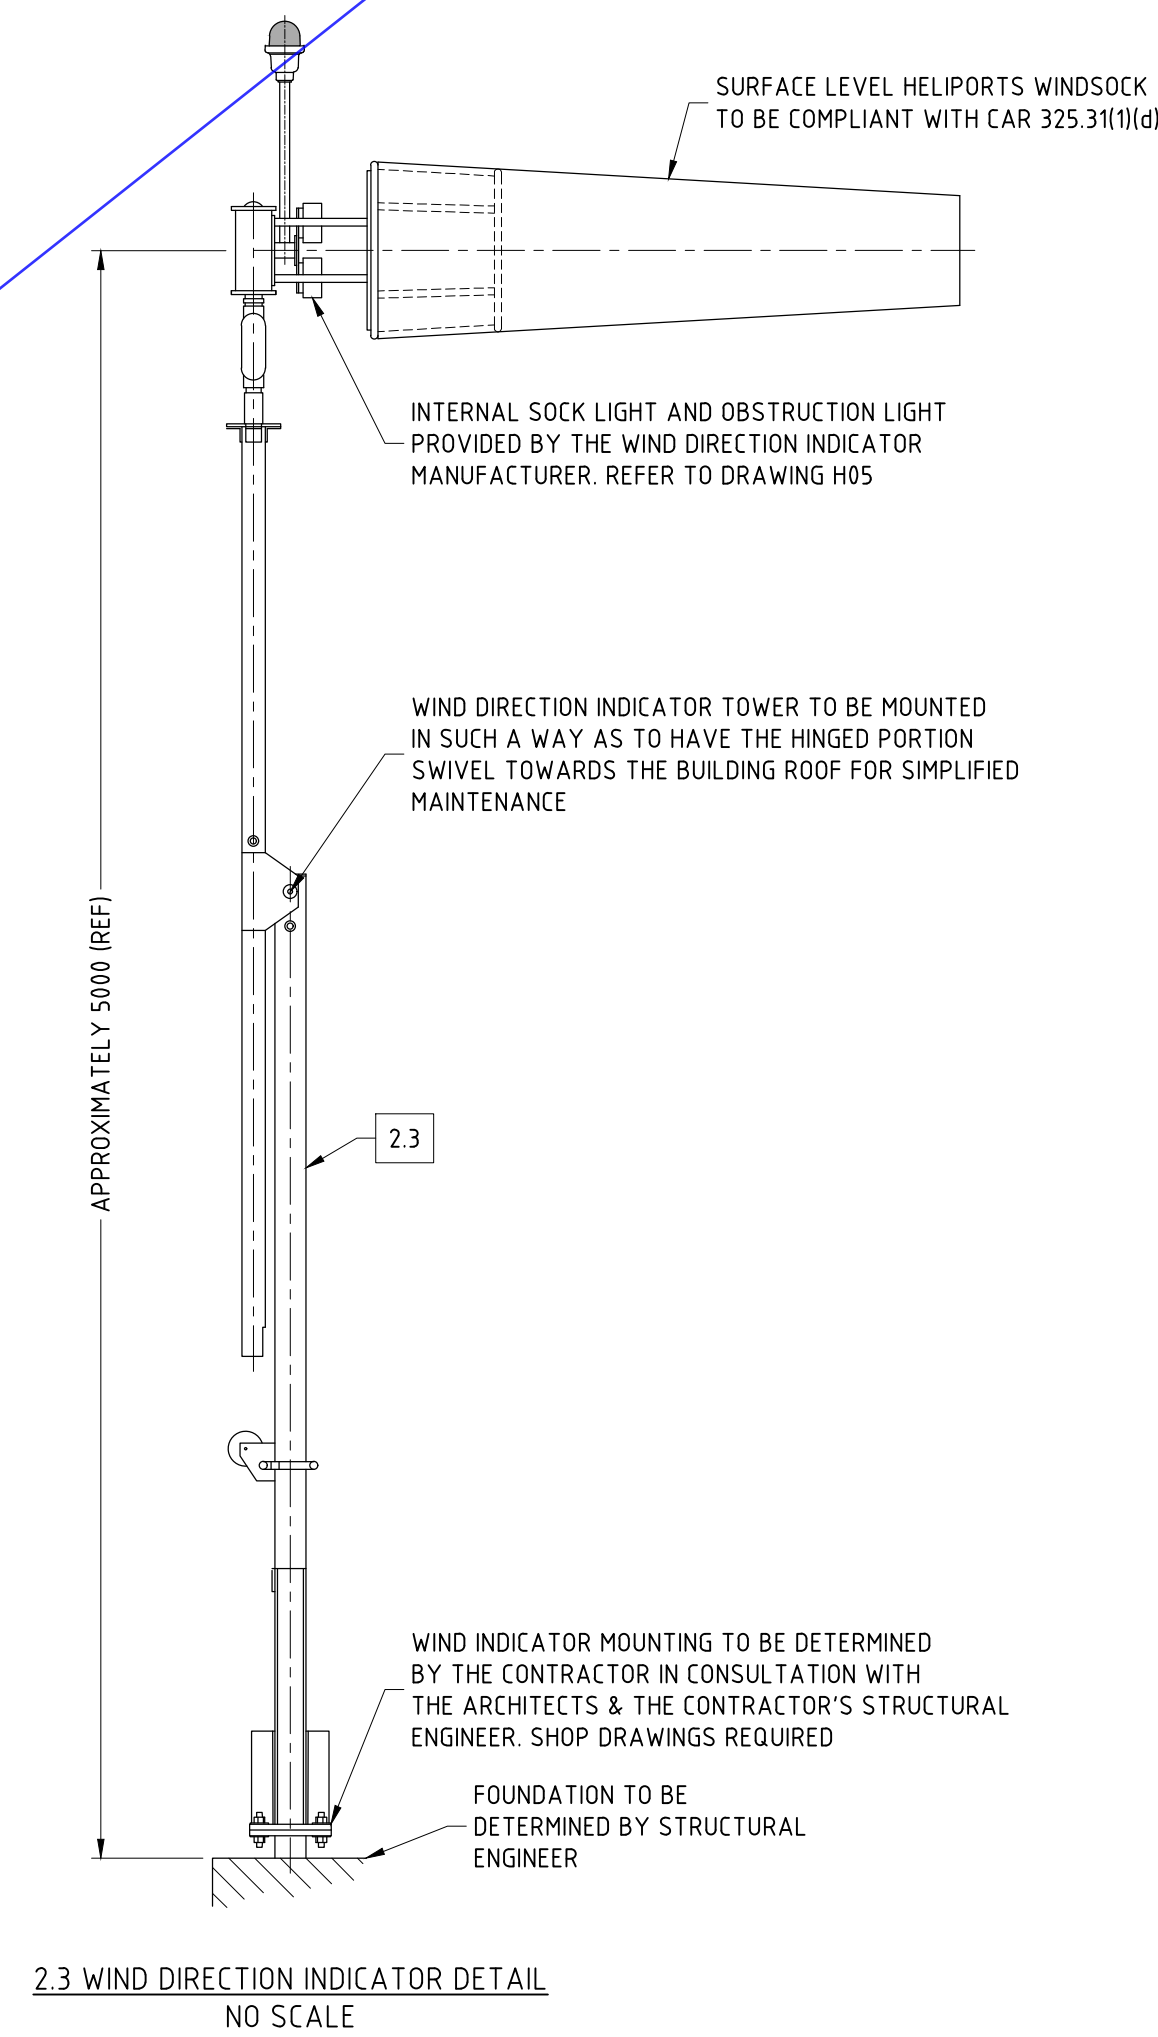 SURFACE LEVEL HELIPORTS WINDSOCK
TO BE COMPLIANT WITH CAR 325.31(1)(d)
INTERNAL SOCK LIGHT AND OBSTRUCTION LIGHT
PROVIDED BY THE WIND DIRECTION INDICATOR
MANUFACTURER. REFER TO DRAWING H05
WIND DIRECTION INDICATOR TOWER TO BE MOUNTED
IN SUCH A WAY AS TO HAVE THE HINGED PORTION
SWIVEL TOWARDS THE BUILDING ROOF FOR SIMPLIFIED
MAINTENANCE
APPROXIMATELY 5000 (REF)
2.3
WIND INDICATOR MOUNTING TO BE DETERMINED
BY THE CONTRACTOR IN CONSULTATION WITH
THE ARCHITECTS & THE CONTRACTOR'S STRUCTURAL
ENGINEER. SHOP DRAWINGS REQUIRED
FOUNDATION TO BE
DETERMINED BY STRUCTURAL
ENGINEER
2.3 WIND DIRECTION INDICATOR DETAIL
NO SCALE